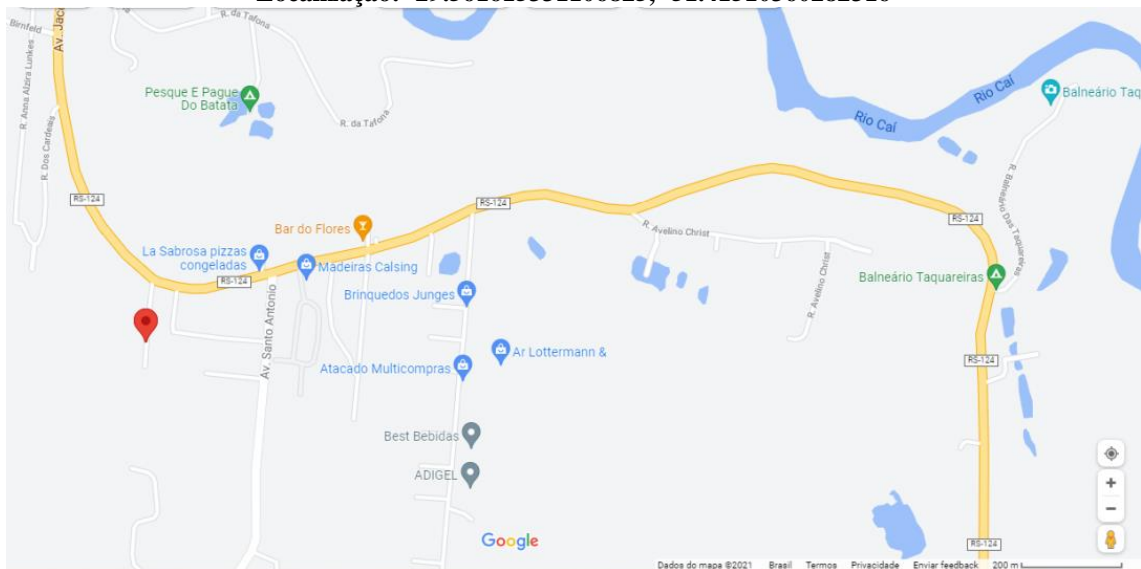 Birnfeld
R. da Tafona
Av. Jac
R. Anna Alzira Lunkes
R. Dos Cardeais
Pesque E Pague
Do Batata
R. da Tafona
Rio Caí
Rio Caí
Balneário Taq
R. Balneário Das Taquareiras
RS-124
RS-124
RS-124
Bar do Flores
R. Avelino Christ
La Sabrosa pizzas
congeladas
Madeiras Calsing
RS-124
Balneário Taquareiras
Brinquedos Junges
R. Avelino Christ
Av. Santo Antonio
Ar Lottermann &
Atacado Multicompras
RS-124
Best Bebidas
ADIGEL
Google
RS-124
Dados do mapa ©2021 Brasil Termos Privacidade Enviar feedback 200 m